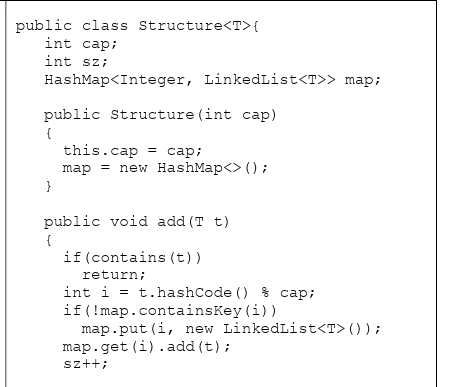 public class Structure<T>{
int cap;
int sz;
HashMap<Integer, LinkedList<T>> map;
public Structure(int cap)
{
this.cap = cap;
map = new HashMap<>();
}
public void add(T t)
{
if(contains(t))
return;
int i = t.hashCode() % cap;
if(!map.containsKey(i))
map.put(i, new LinkedList<T>());
map.get(i).add(t);
sz++;